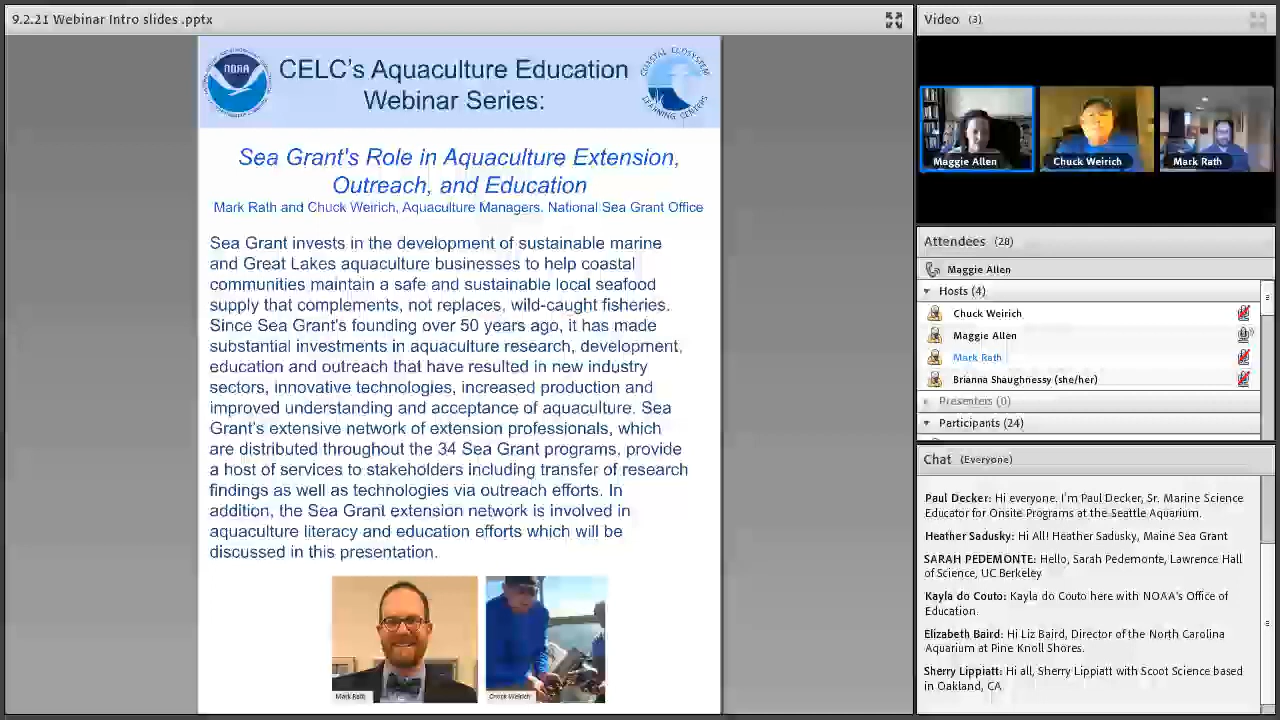 9.2.21 Webinar Intro slides .pptx
NOAA
CELC's Aquaculture Education
Webinar Series:
COASTAL ECOSYSTEM
LEARNING CENTERS
Sea Grant's Role in Aquaculture Extension,
Outreach, and Education
Mark Rath and Chuck Weirich, Aquaculture Managers. National Sea Grant Office
Sea Grant invests in the development of sustainable marine
and Great Lakes aquaculture businesses to help coastal
communities maintain a safe and sustainable local seafood
supply that complements, not replaces, wild-caught fisheries.
Since Sea Grant's founding over 50 years ago, it has made
substantial investments in aquaculture research, development,
education and outreach that have resulted in new industry
sectors, innovative technologies, increased production and
improved understanding and acceptance of aquaculture. Sea
Grant's extensive network of extension professionals, which
are distributed throughout the 34 Sea Grant programs, provide
a host of services to stakeholders including transfer of research
findings as well as technologies via outreach efforts. In
addition, the Sea Grant extension network is involved in
aquaculture literacy and education efforts which will be
discussed in this presentation.
Mark Rath
Chuck Weirich
Video (3)
Maggie Allen
Chuck Weirich
Mark Rath
Attendees (28)
Maggie Allen
Hosts (4)
Chuck Weirich
Maggie Allen
Mark Rath
Brianna Shaughnessy (she/her)
Presenters (0)
Participants (24)
Chat (Everyone)
Paul Decker: Hi everyone. I'm Paul Decker, Sr. Marine Science
Educator for Onsite Programs at the Seattle Aquarium.
Heather Sadusky: Hi All! Heather Sadusky, Maine Sea Grant
SARAH PEDEMONTE: Hello, Sarah Pedemonte, Lawrence Hall
of Science, UC Berkeley
Kayla do Couto: Kayla do Couto here with NOAA's Office of
Education.
Elizabeth Baird: Hi Liz Baird, Director of the North Carolina
Aquarium at Pine Knoll Shores.
Sherry Lippiatt: Hi all, Sherry Lippiatt with Scoot Science based
in Oakland, CA